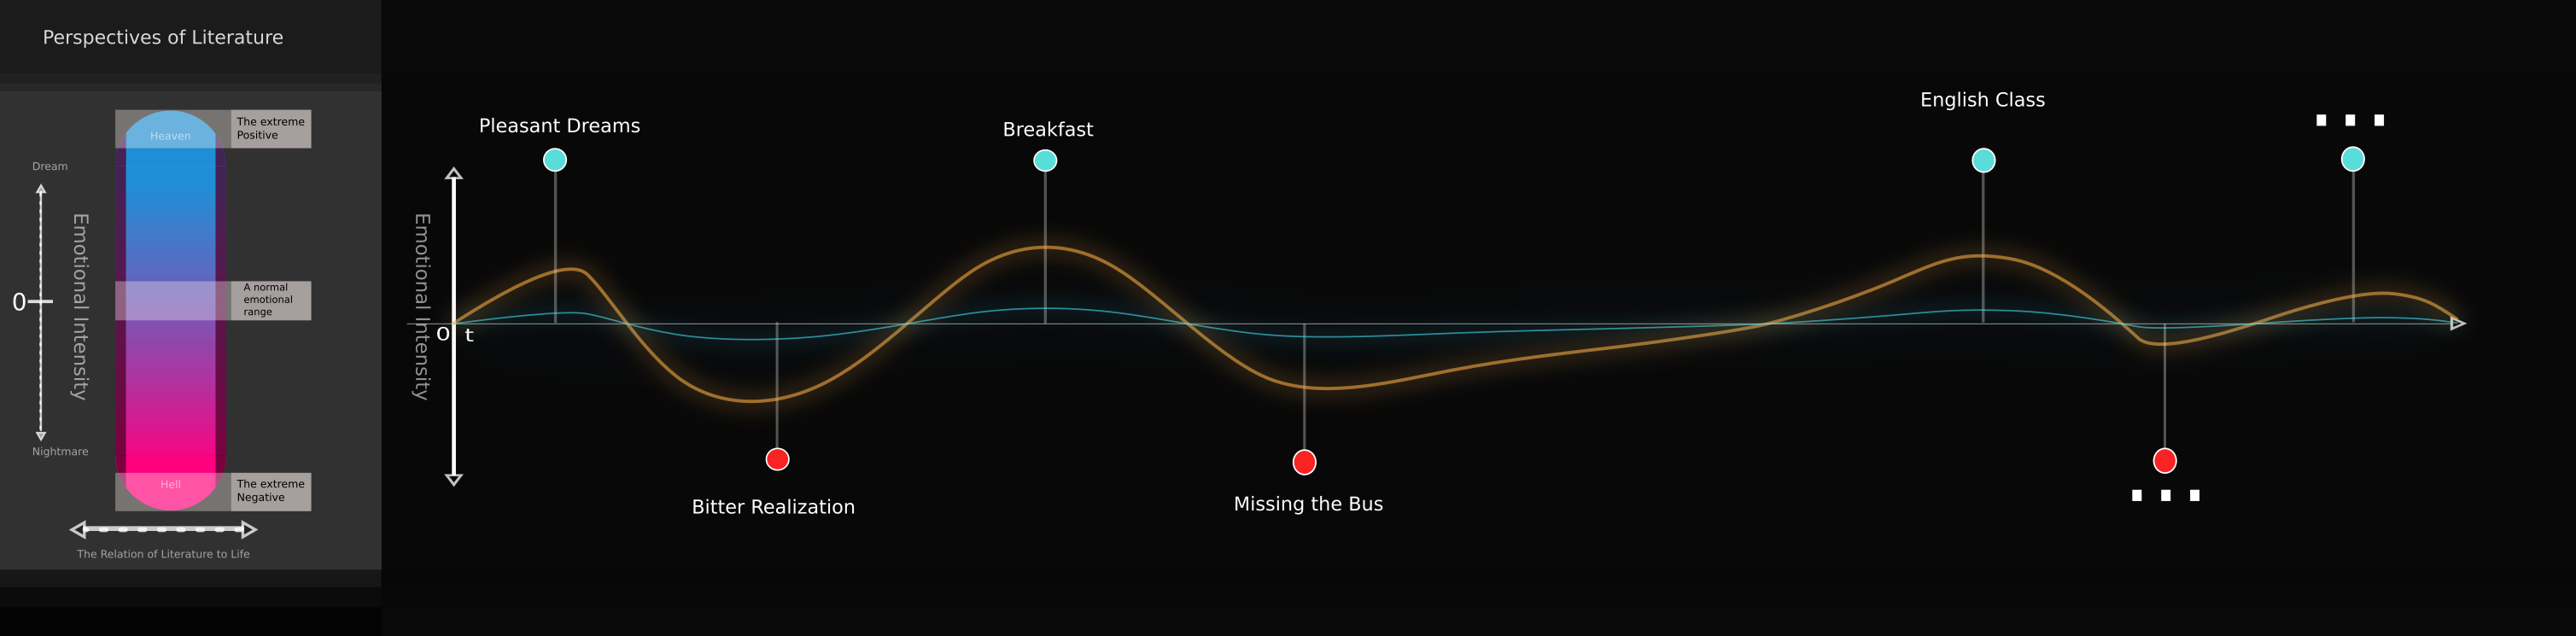 Perspectives of Literature
Heaven
The extreme
Positive
Dream
Emotional Intensity
0
A normal
emotional
range
Nightmare
Hell
The extreme
Negative
The Relation of Literature to Life
Emotional Intensity
0
t
Pleasant Dreams
Bitter Realization
Breakfast
Missing the Bus
English Class
...
...